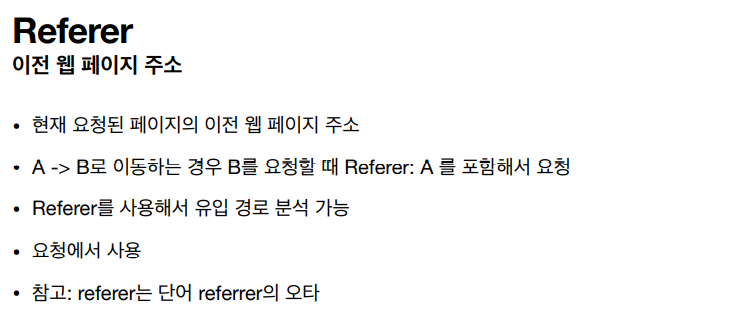 Referer
이전 웹 페이지 주소
• 현재 요청된 페이지의 이전 웹 페이지 주소
• A -> B로 이동하는 경우 B를 요청할 때 Referer: A 를 포함해서 요청
• Referer를 사용해서 유입 경로 분석 가능
• 요청에서 사용
• 참고: referer는 단어 referrer의 오타